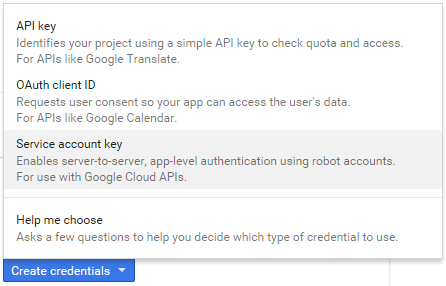 API key
Identifies your project using a simple API key to check quota and access.
For APIs like Google Translate.
OAuth client ID
Requests user consent so your app can access the user's data.
For APIs like Google Calendar.
Service account key
Enables server-to-server, app-level authentication using robot accounts.
For use with Google Cloud APIs.
Help me choose
Asks a few questions to help you decide which type of credential to use.
Create credentials